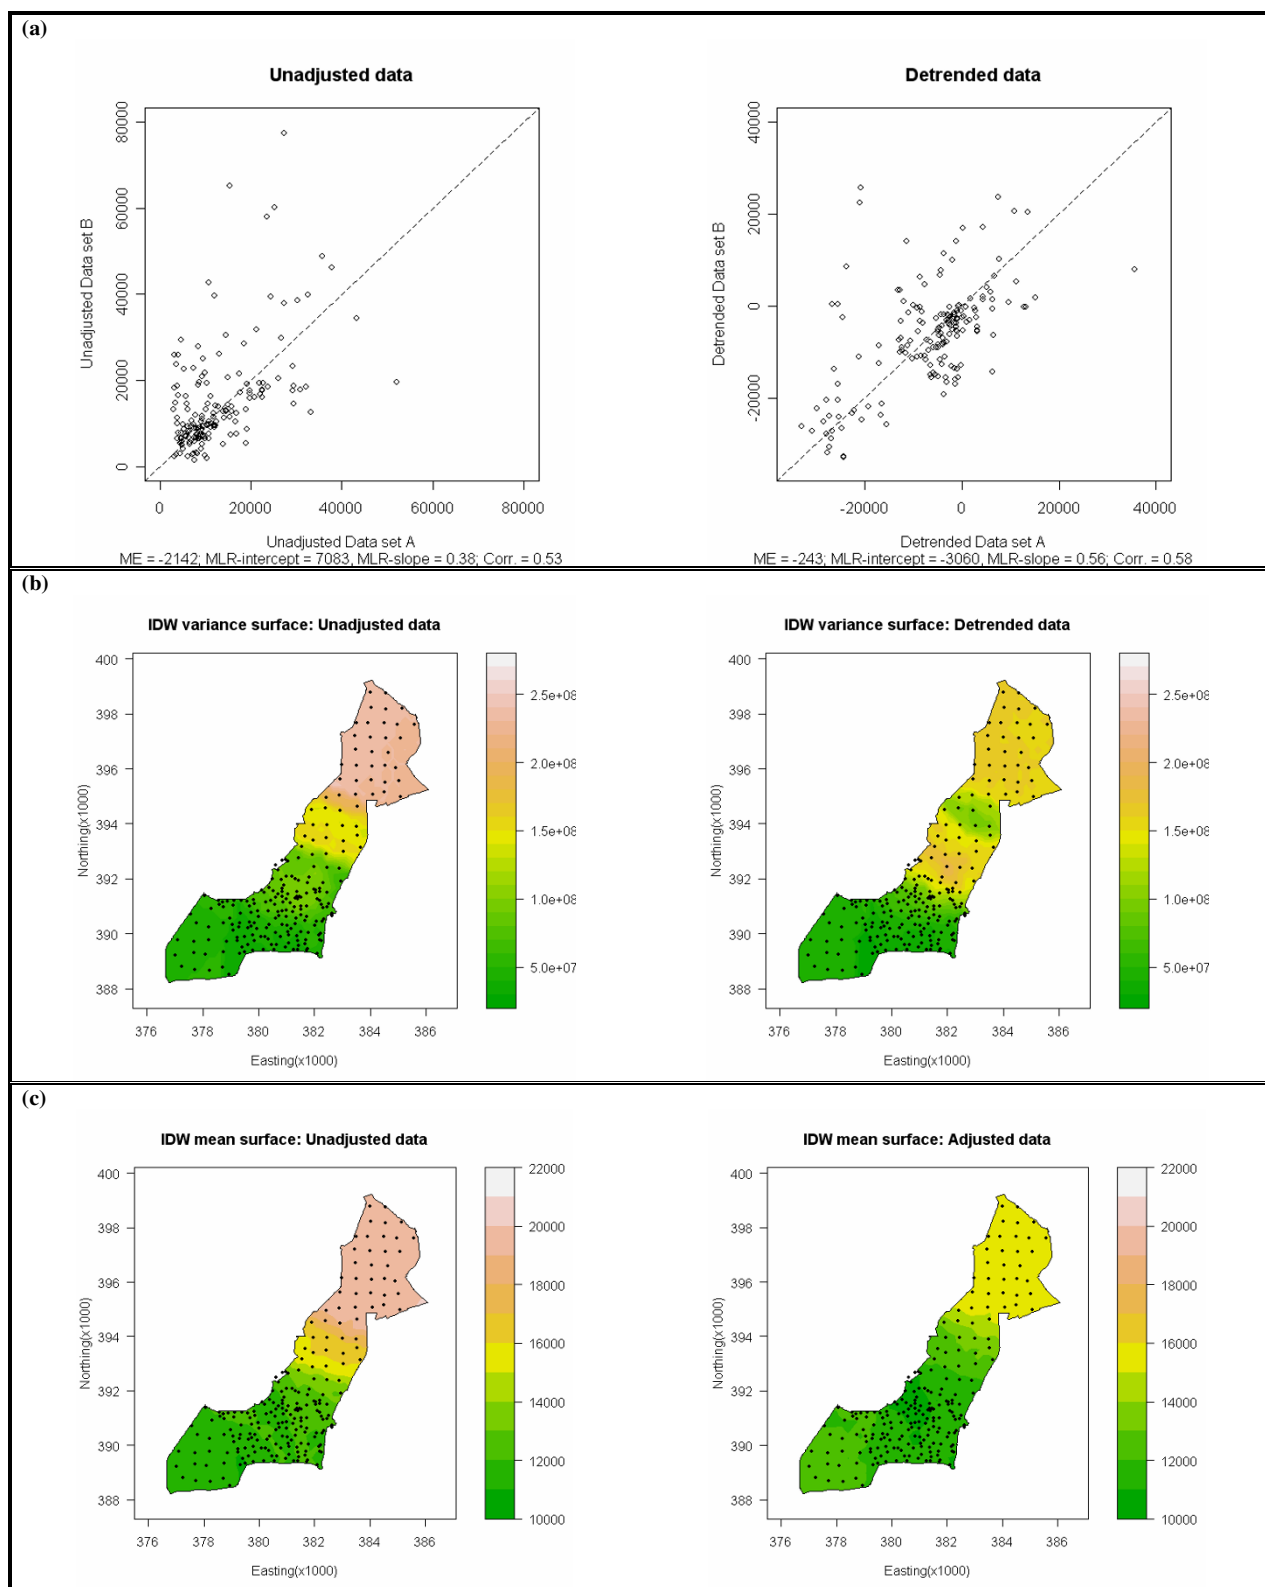 (a)
Unadjusted data
Detrended data
80000
60000
40000
20000
0
Unadjusted Data set B
0 20000 40000 60000 80000
Unadjusted Data set A
ME = -2142; MLR-intercept = 7083, MLR-slope = 0.38; Corr. = 0.53
40000
20000
0
-20000
Detrended Data set B
-20000 0 20000 40000
Detrended Data set A
ME = -243; MLR-intercept = -3060, MLR-slope = 0.56; Corr. = 0.58
(b)
IDW variance surface: Unadjusted data
400
398
396
394
392
390
388
Northing(x1000)
376 378 380 382 384 386
Easting(x1000)
2.5e+08
2.0e+08
1.5e+08
1.0e+08
5.0e+07
IDW variance surface: Detrended data
400
398
396
394
392
390
388
Northing(x1000)
376 378 380 382 384 386
Easting(x1000)
2.5e+08
2.0e+08
1.5e+08
1.0e+08
5.0e+07
(c)
IDW mean surface: Unadjusted data
400
398
396
394
392
390
388
Northing(x1000)
376 378 380 382 384 386
Easting(x1000)
22000
20000
18000
16000
14000
12000
10000
IDW mean surface: Adjusted data
400
398
396
394
392
390
388
Northing(x1000)
376 378 380 382 384 386
Easting(x1000)
22000
20000
18000
16000
14000
12000
10000